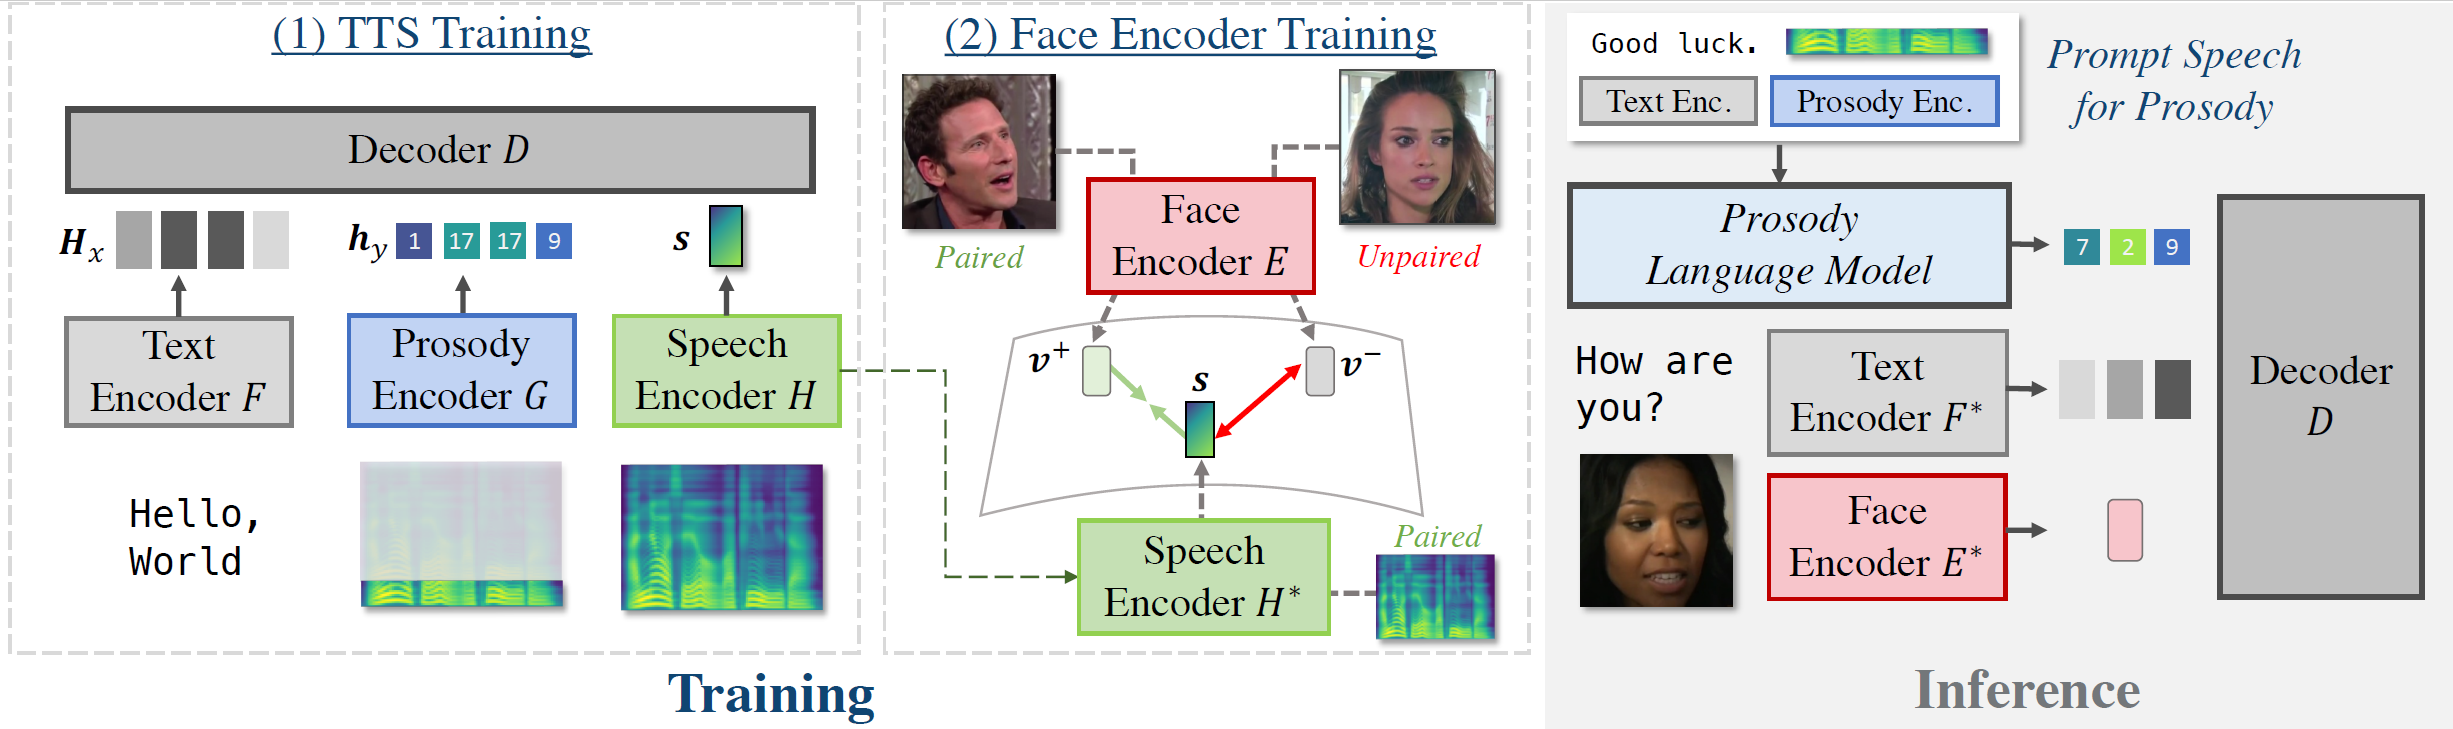 (1) TTS Training
Decoder D
H_x
1 17 17 9
h_y
s
Text
Encoder F
Prosody
Encoder G
Speech
Encoder H
Hello,
World
(2) Face Encoder Training
Paired
Face
Encoder E
Unpaired
v⁺
s
v⁻
Speech
Encoder H*
Paired
Training
Good luck.
Text Enc.
Prosody Enc.
Prompt Speech
for Prosody
Prosody
Language Model
7 2 9
How are
you?
Text
Encoder F*
Face
Encoder E*
Decoder
D
Inference